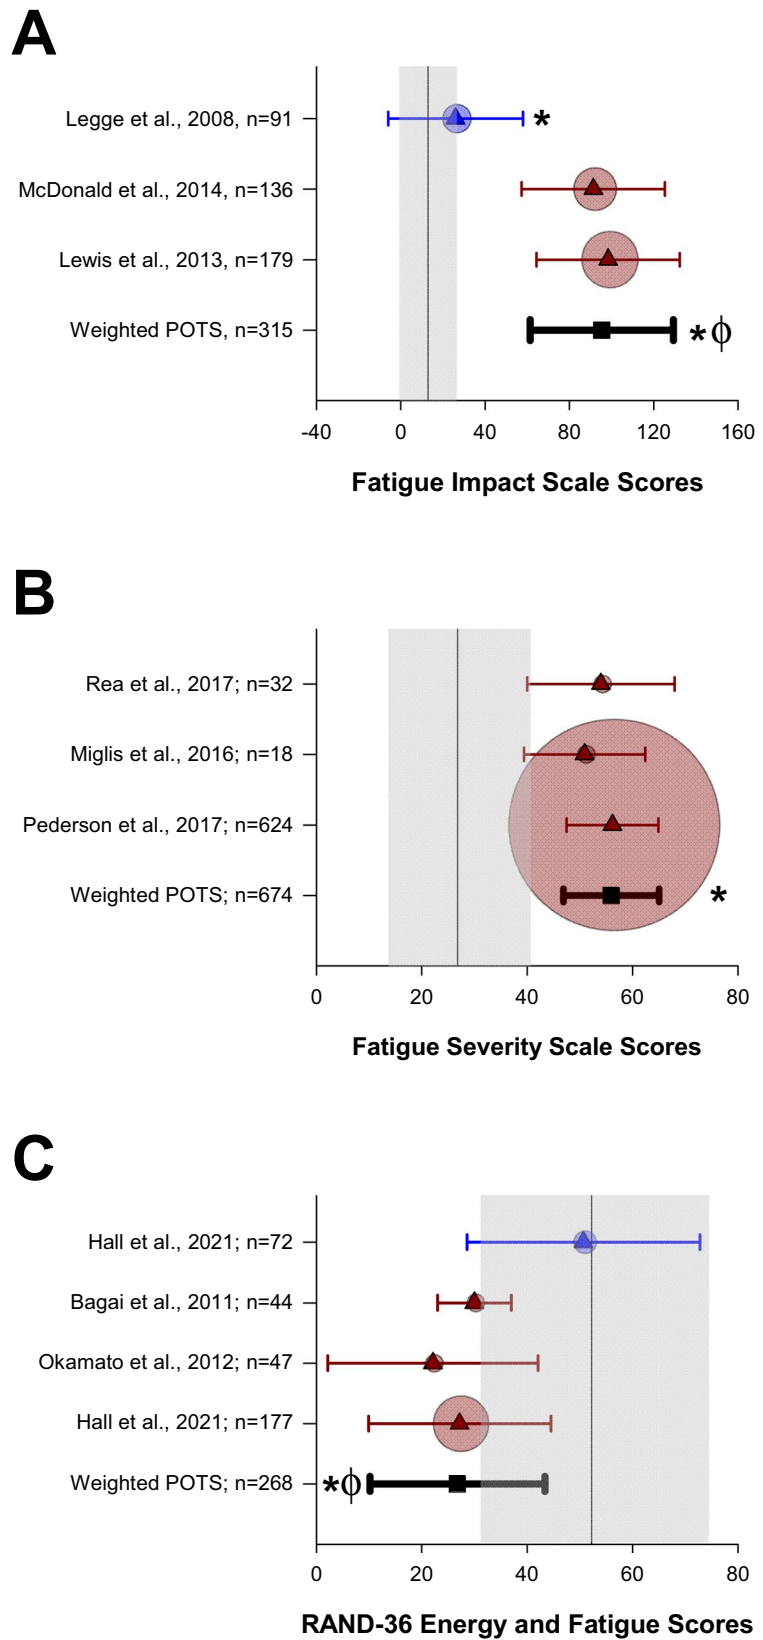 A
Legge et al., 2008, n=91
*
McDonald et al., 2014, n=136
Lewis et al., 2013, n=179
Weighted POTS, n=315
*ϕ
-40 0 40 80 120 160
Fatigue Impact Scale Scores
B
Rea et al., 2017; n=32
Miglis et al., 2016; n=18
Pederson et al., 2017; n=624
Weighted POTS; n=674
*
0 20 40 60 80
Fatigue Severity Scale Scores
C
Hall et al., 2021; n=72
Bagai et al., 2011; n=44
Okamato et al., 2012; n=47
Hall et al., 2021; n=177
Weighted POTS; n=268
*ϕ
0 20 40 60 80
RAND-36 Energy and Fatigue Scores